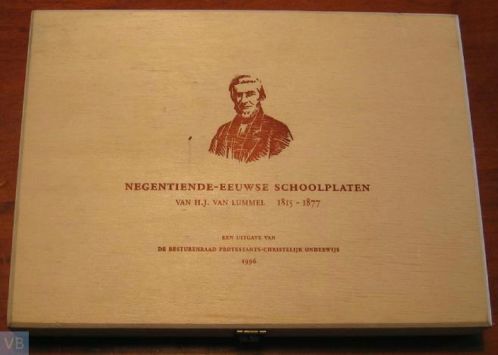 NEGENTIENDE-EEUWSE SCHOOLPLATEN
VAN H.J. VAN LUMMEL 1815 - 1877
EEN UITGAVE VAN
DE BESTURENRAAD PROTESTANTS-CHRISTELIJK ONDERWIJS
1996
VB